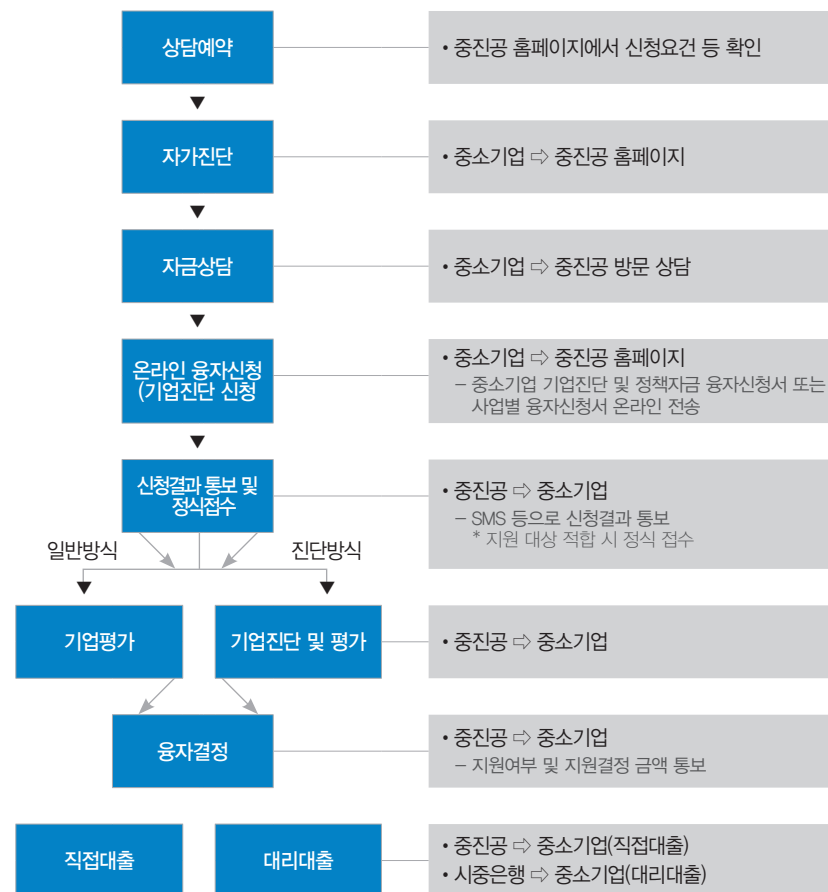 상담예약
• 중진공 홈페이지에서 신청요건 등 확인
▼
자가진단
• 중소기업 ⇨ 중진공 홈페이지
▼
자금상담
• 중소기업 ⇨ 중진공 방문 상담
▼
온라인 융자신청
(기업진단 신청
• 중소기업 ⇨ 중진공 홈페이지
– 중소기업 기업진단 및 정책자금 융자신청서 또는
사업별 융자신청서 온라인 전송
▼
신청결과 통보 및
정식접수
• 중진공 ⇨ 중소기업
– SMS 등으로 신청결과 통보
* 지원 대상 적합 시 정식 접수
일반방식
진단방식
▼ ▼
기업평가
기업진단 및 평가
• 중진공 ⇨ 중소기업
융자결정
• 중진공 ⇨ 중소기업
– 지원여부 및 지원결정 금액 통보
직접대출
대리대출
• 중진공 ⇨ 중소기업(직접대출)
• 시중은행 ⇨ 중소기업(대리대출)